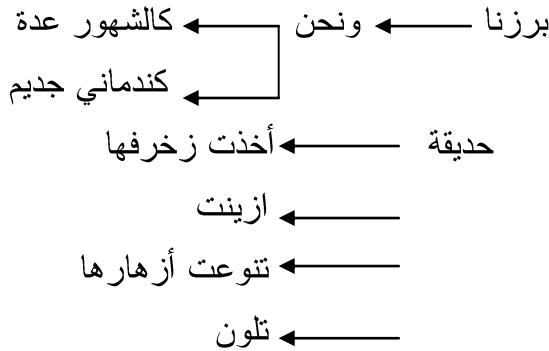 برزنا ونحن كالشهور عدة
كندماني جديم
حديقة أخذت زخرفها
ازينت
تنوعت أزهارها
تلون